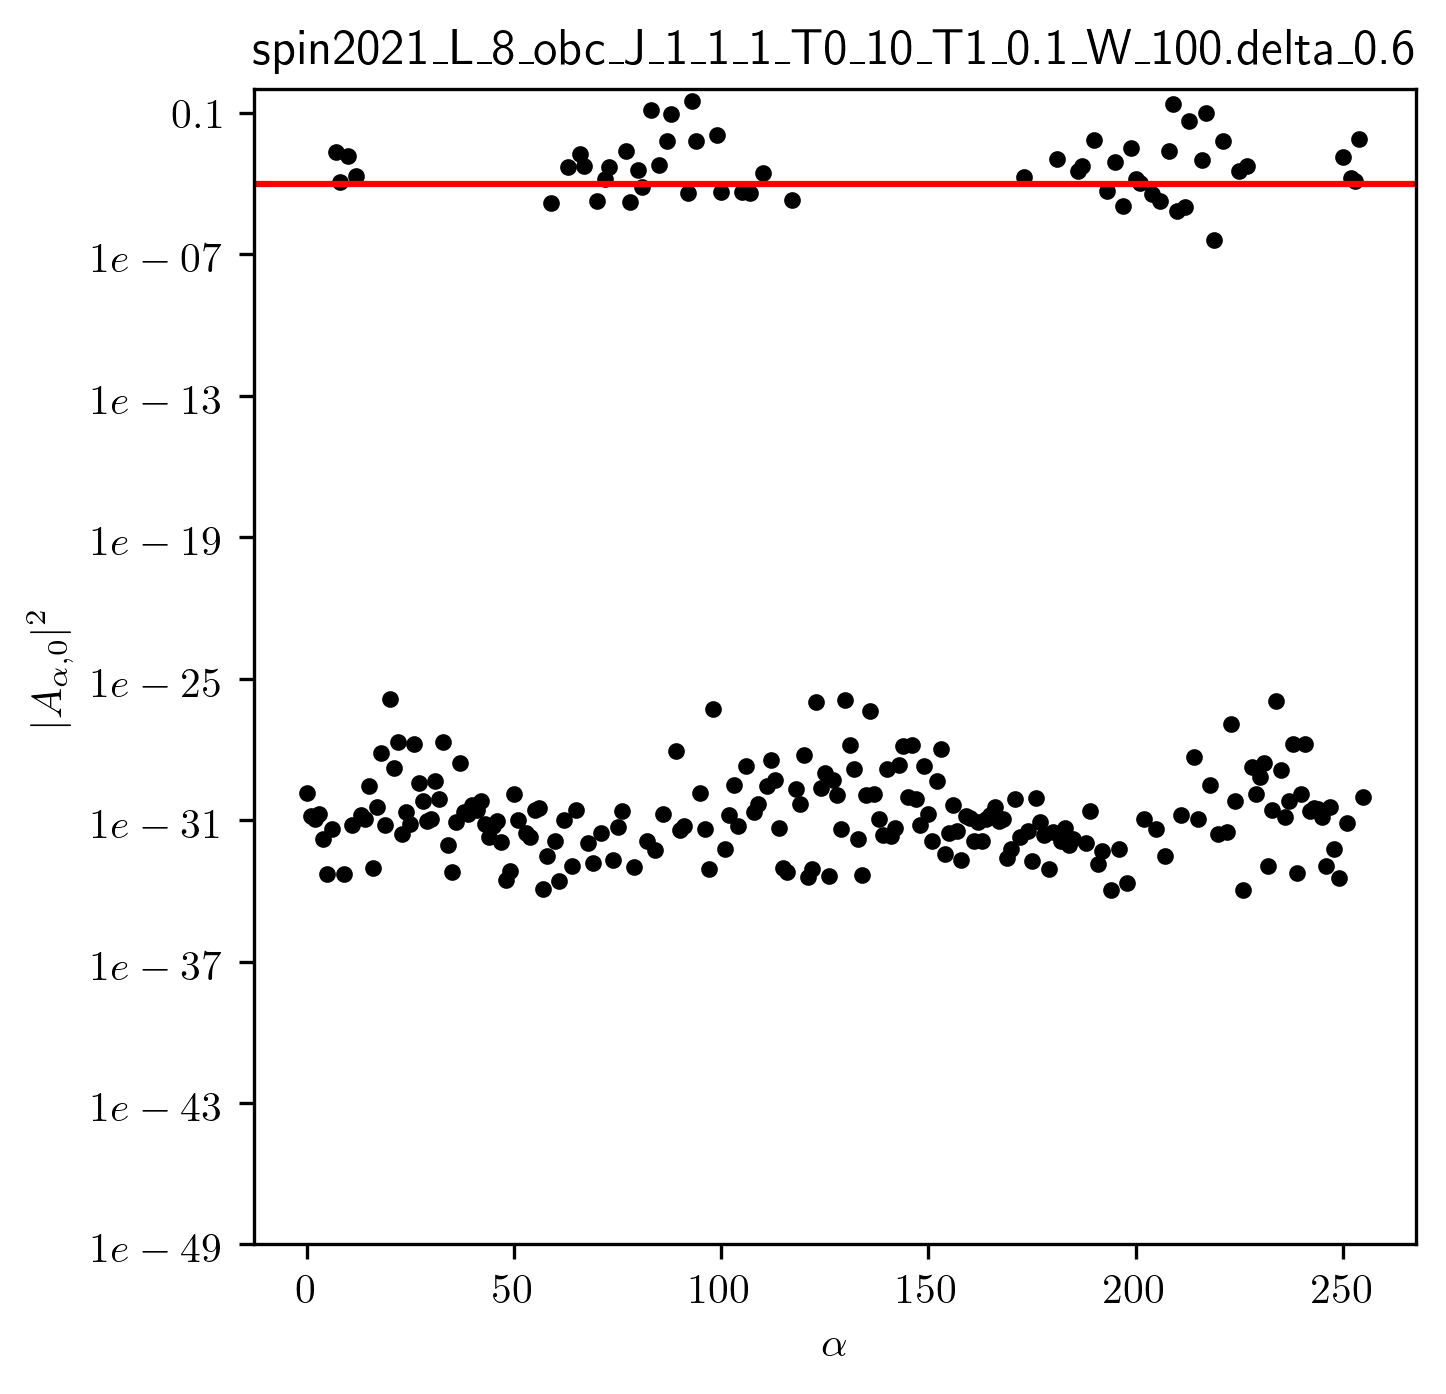 spin2021_L_8_obc_J_1_1_1_T0_10_T1_0.1_W_100.delta_0.6
0.1
1e − 07
1e − 13
1e − 19
1e − 25
1e − 31
1e − 37
1e − 43
1e − 49
|A_{α,0}|²
0 50 100 150 200 250
α